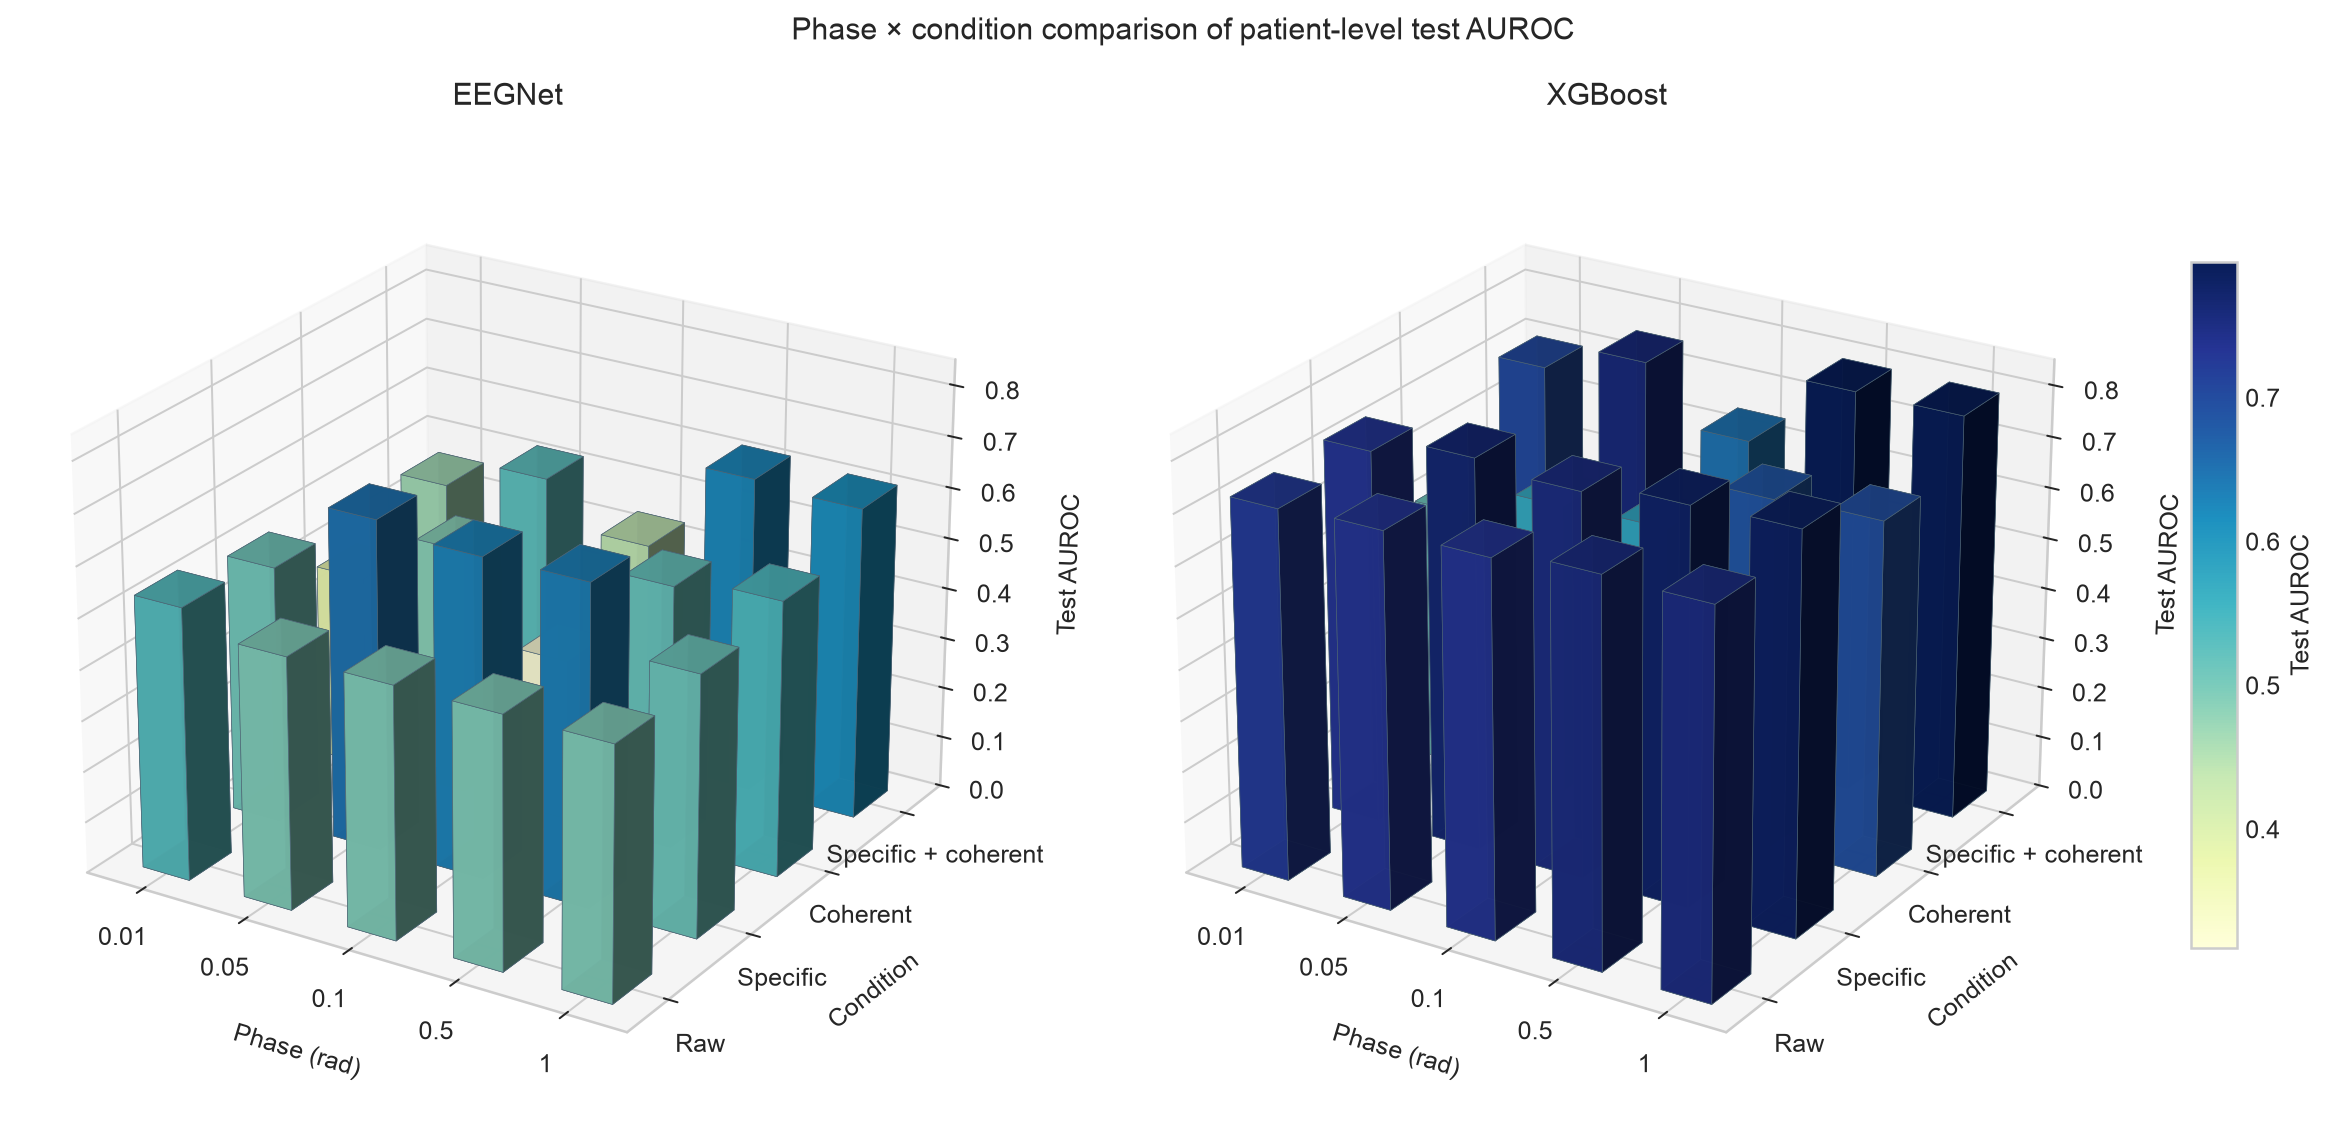 Phase × condition comparison of patient-level test AUROC
EEGNet
0.8
0.7
0.6
0.5
0.4
0.3
0.2
0.1
0.0
Test AUROC
0.01
0.05
0.1
0.5
1
Phase (rad)
Raw
Specific
Coherent
Specific + coherent
Condition
XGBoost
0.8
0.7
0.6
0.5
0.4
0.3
0.2
0.1
0.0
Test AUROC
0.01
0.05
0.1
0.5
1
Phase (rad)
Raw
Specific
Coherent
Specific + coherent
Condition
0.7
0.6
0.5
0.4
Test AUROC